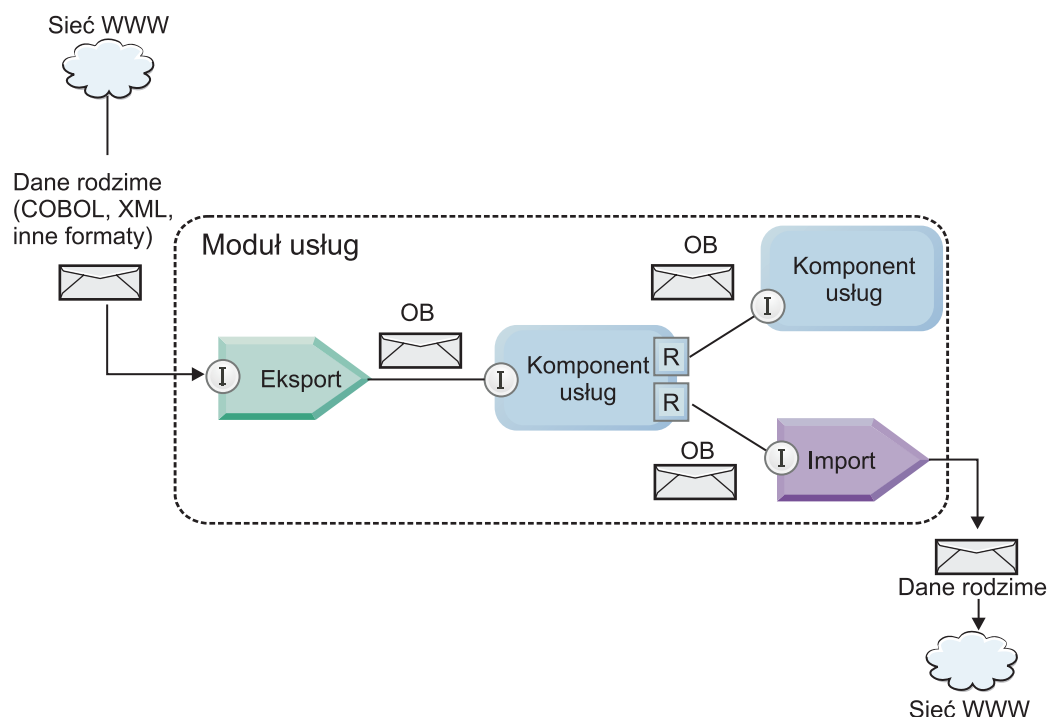 Sieć WWW
Dane rodzime
(COBOL, XML,
inne formaty)
Moduł usług
OB
Komponent
usług
I
OB
I
Eksport
I
Komponent
usług
R
R
OB
I
Import
Dane rodzime
Sieć WWW